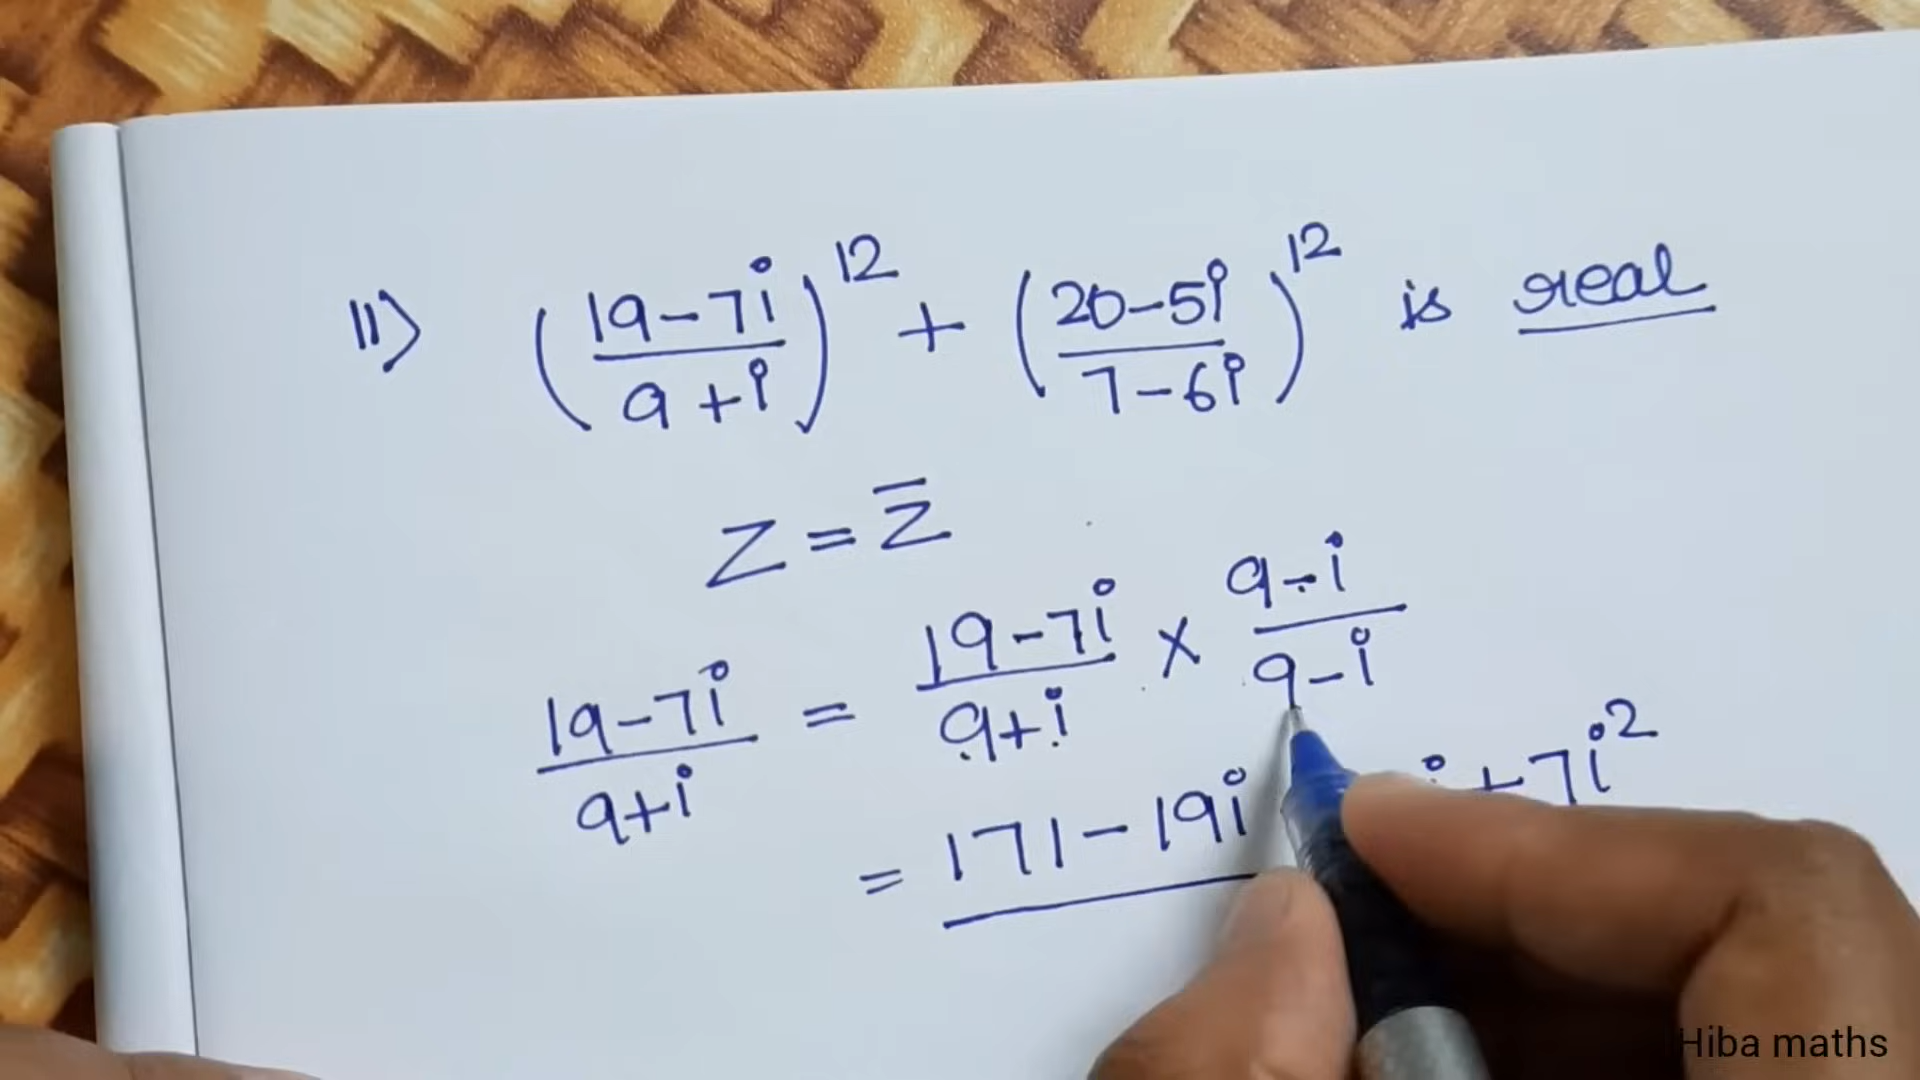 11) (19-7i/9+i)^12 + (20-5i/7-6i)^12 is real
Z = Z̅
19-7i/9+i = 19-7i/9+i × 9-i/9-i
= 171-19i i+7i²
Hiba maths